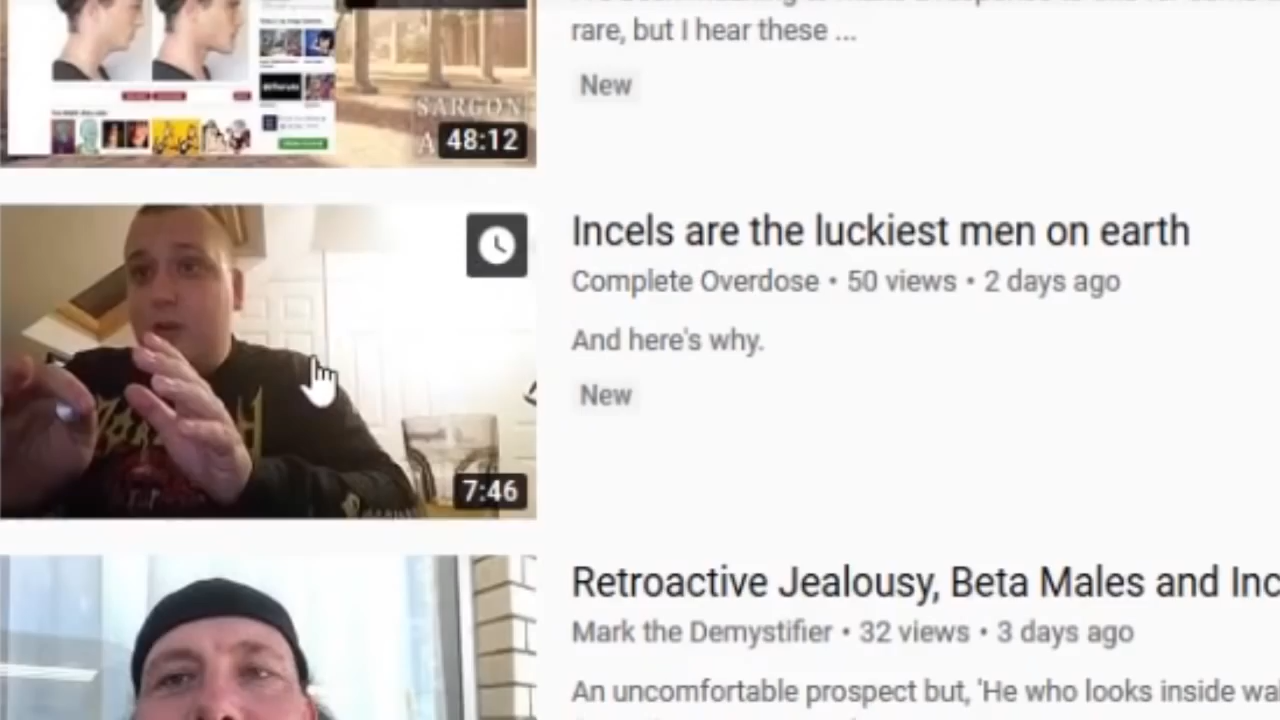 rare, but I hear these ...
New
SARGON
A
48:12
Incels are the luckiest men on earth
Complete Overdose • 50 views • 2 days ago
And here's why.
New
7:46
Retroactive Jealousy, Beta Males and Inc
Mark the Demystifier • 32 views • 3 days ago
An uncomfortable prospect but, 'He who looks inside wal